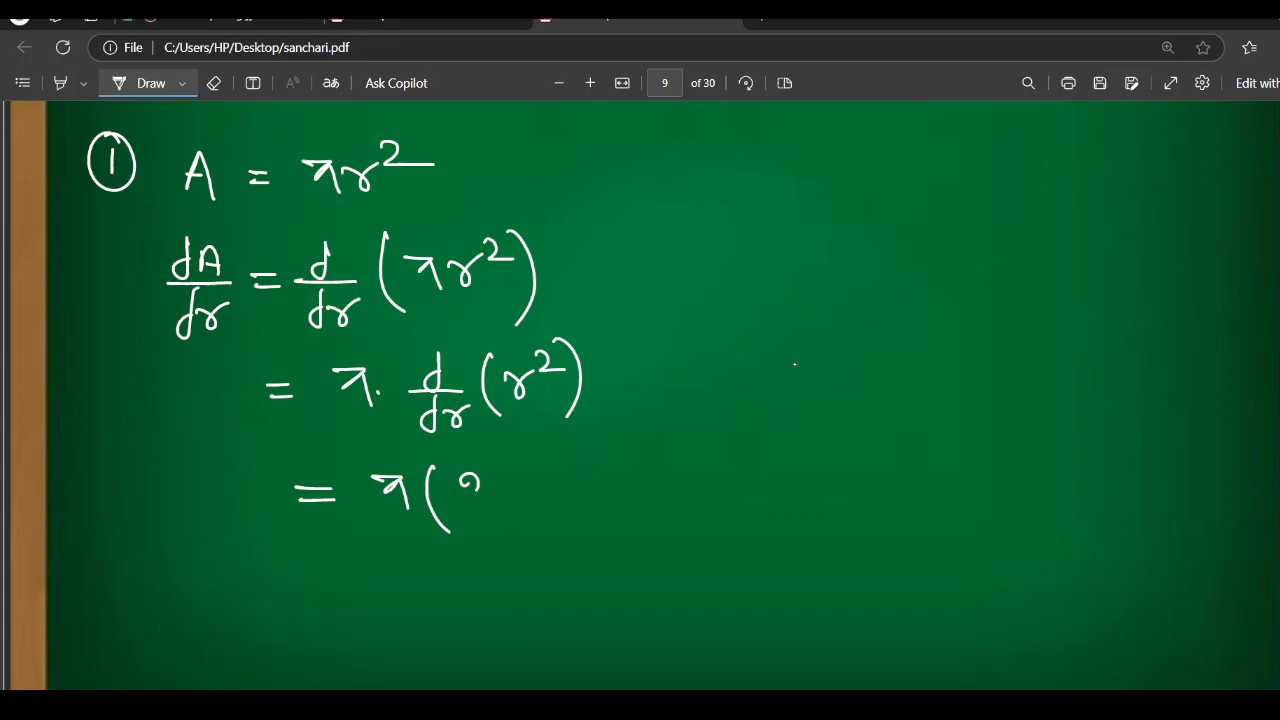 File C:/Users/HP/Desktop/sanchari.pdf
Draw Ask Copilot 9 of 30 Edit with
① A = πr²
dA/dr = d/dr (πr²)
= π. d/dr (r²)
= π(